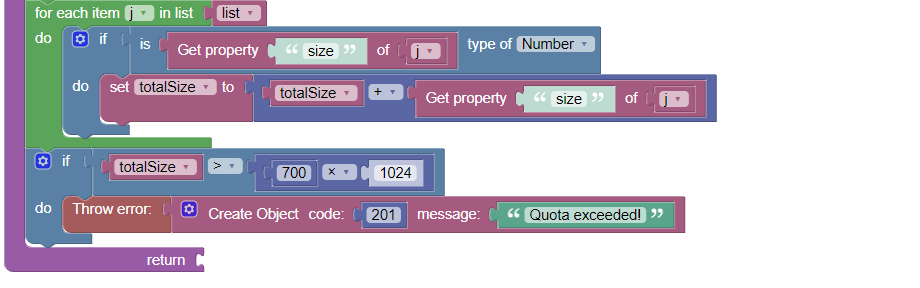 for each item j in list list
do if is Get property “ size ” of j type of Number
do set totalSize to totalSize + Get property “ size ” of j
if totalSize > 700 × 1024
do Throw error: Create Object code: 201 message: “ Quota exceeded! ”
return